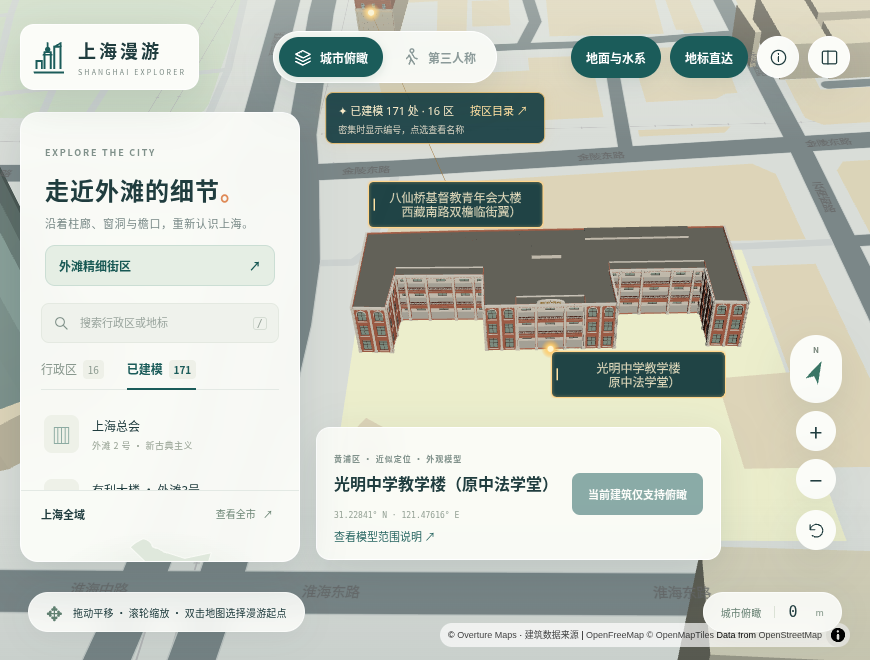 上海漫游
SHANGHAI EXPLORER
城市俯瞰
第三人称
地面与水系
地标直达
✦ 已建模 171 处 · 16 区 按区目录 ↗
密集时显示编号，点选查看名称
EXPLORE THE CITY
走近外滩的细节。
沿着柱廊、窗洞与檐口，重新认识上海。
外滩精细街区 ↗
搜索行政区或地标 /
行政区 16 已建模 171
上海总会
外滩 2 号 · 新古典主义
有利大楼 · 外滩3号
上海全域 查看全市 ↗
金陵东路
金陵东路
金陵东路
八仙桥基督教青年会大楼
西藏南路双檐临街翼）
光明中学教学楼
原中法学堂）
N
+
−
黄浦区 · 近似定位 · 外观模型
光明中学教学楼（原中法学堂）
31.22841° N · 121.47616° E
查看模型范围说明 ↗
当前建筑仅支持俯瞰
淮海中路
淮海东路
淮海东路
拖动平移 · 滚轮缩放 · 双击地图选择漫游起点
城市俯瞰 0 m
© Overture Maps · 建筑数据来源 | OpenFreeMap © OpenMapTiles Data from OpenStreetMap